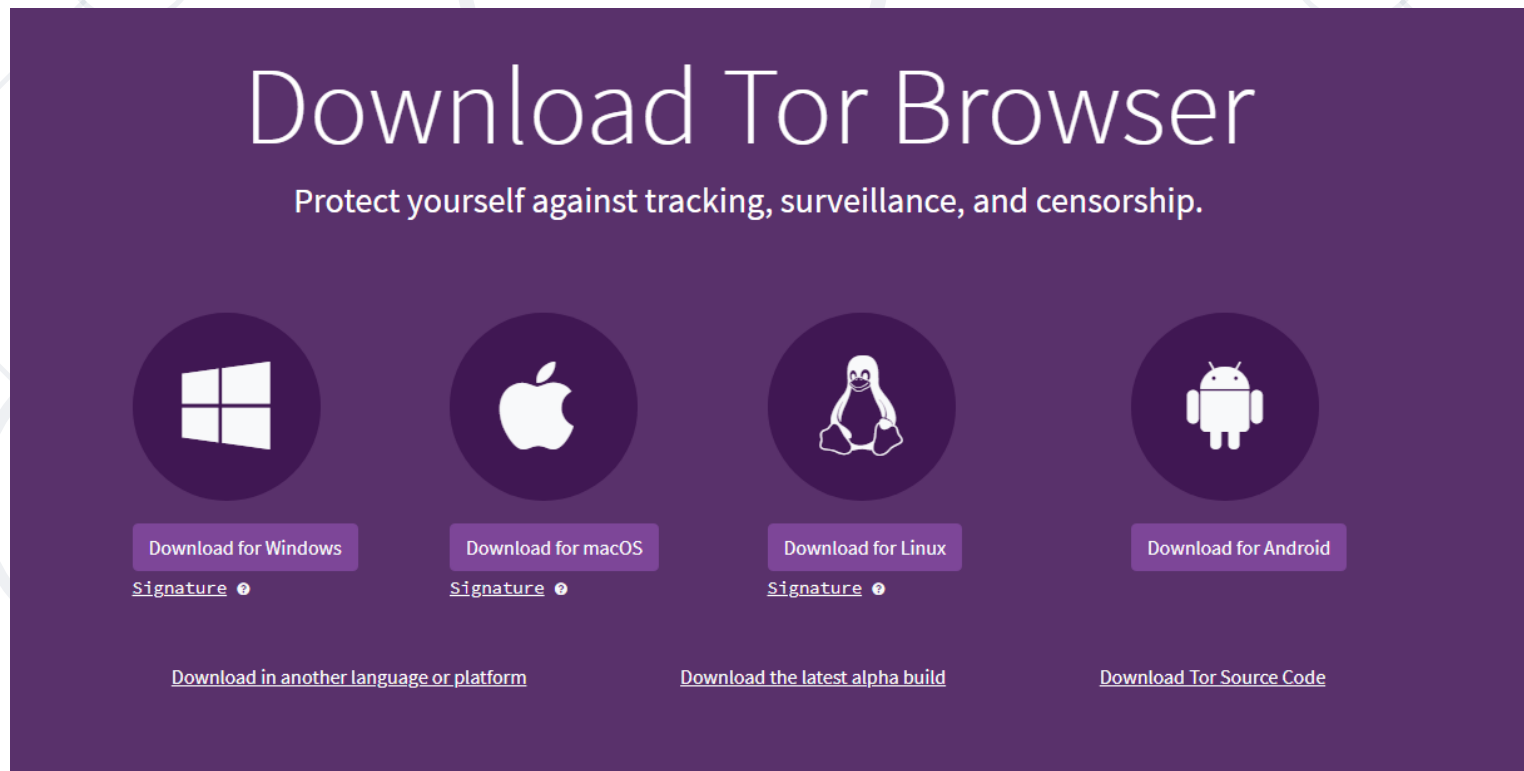 Download Tor Browser
Protect yourself against tracking, surveillance, and censorship.
Download for Windows
Download for macOS
Download for Linux
Download for Android
Signature ?
Signature ?
Signature ?
Download in another language or platform
Download the latest alpha build
Download Tor Source Code